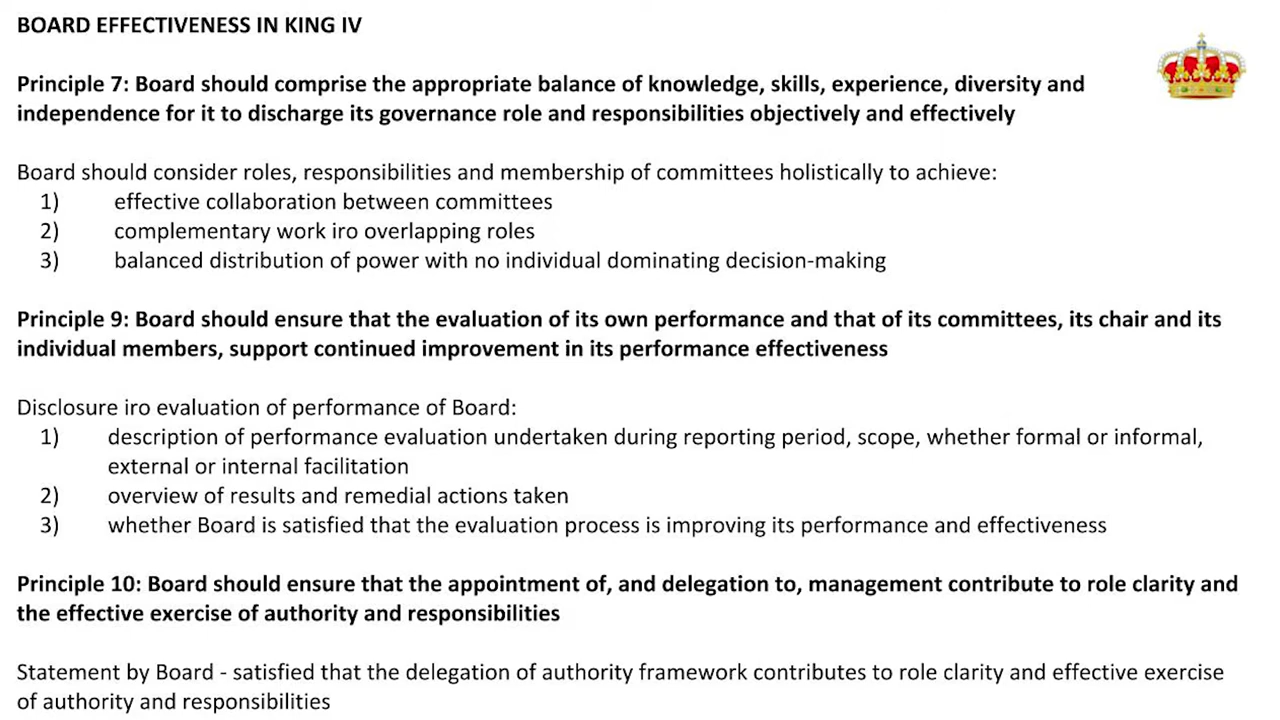 BOARD EFFECTIVENESS IN KING IV
Principle 7: Board should comprise the appropriate balance of knowledge, skills, experience, diversity and
independence for it to discharge its governance role and responsibilities objectively and effectively
Board should consider roles, responsibilities and membership of committees holistically to achieve:
1) effective collaboration between committees
2) complementary work iro overlapping roles
3) balanced distribution of power with no individual dominating decision-making
Principle 9: Board should ensure that the evaluation of its own performance and that of its committees, its chair and its
individual members, support continued improvement in its performance effectiveness
Disclosure iro evaluation of performance of Board:
1) description of performance evaluation undertaken during reporting period, scope, whether formal or informal,
external or internal facilitation
2) overview of results and remedial actions taken
3) whether Board is satisfied that the evaluation process is improving its performance and effectiveness
Principle 10: Board should ensure that the appointment of, and delegation to, management contribute to role clarity and
the effective exercise of authority and responsibilities
Statement by Board - satisfied that the delegation of authority framework contributes to role clarity and effective exercise
of authority and responsibilities